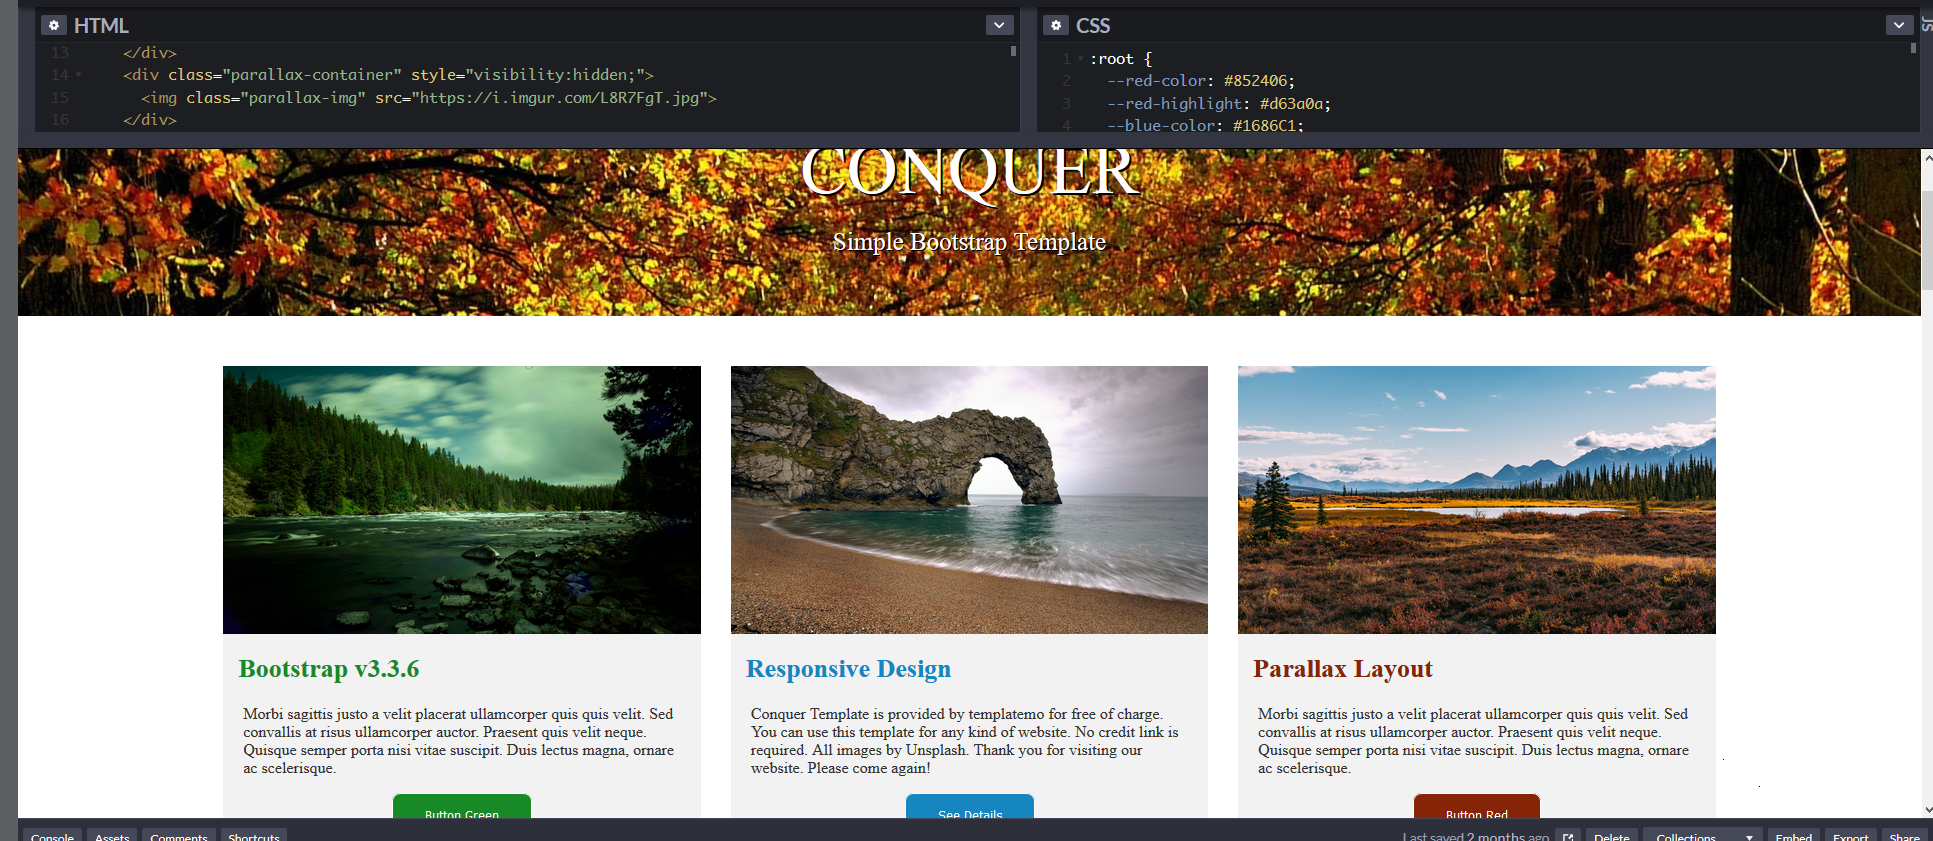 HTML
13 </div>
14 <div class="parallax-container" style="visibility:hidden;">
15 <img class="parallax-img" src="https://i.imgur.com/L8R7FgT.jpg">
16 </div>
CSS
1 :root {
2 --red-color: #852406;
3 --red-highlight: #d63a0a;
4 --blue-color: #1686C1;
JS
CONQUER
Simple Bootstrap Template
Bootstrap v3.3.6
Morbi sagittis justo a velit placerat ullamcorper quis quis velit. Sed
convallis at risus ullamcorper auctor. Praesent quis velit neque.
Quisque semper porta nisi vitae suscipit. Duis lectus magna, ornare
ac scelerisque.
Button Green
Responsive Design
Conquer Template is provided by templatemo for free of charge.
You can use this template for any kind of website. No credit link is
required. All images by Unsplash. Thank you for visiting our
website. Please come again!
See Details
Parallax Layout
Morbi sagittis justo a velit placerat ullamcorper quis quis velit. Sed
convallis at risus ullamcorper auctor. Praesent quis velit neque.
Quisque semper porta nisi vitae suscipit. Duis lectus magna, ornare
ac scelerisque.
Button Red
Console Assets Comments Shortcuts
Last saved 2 months ago Delete Collections Embed Export Share